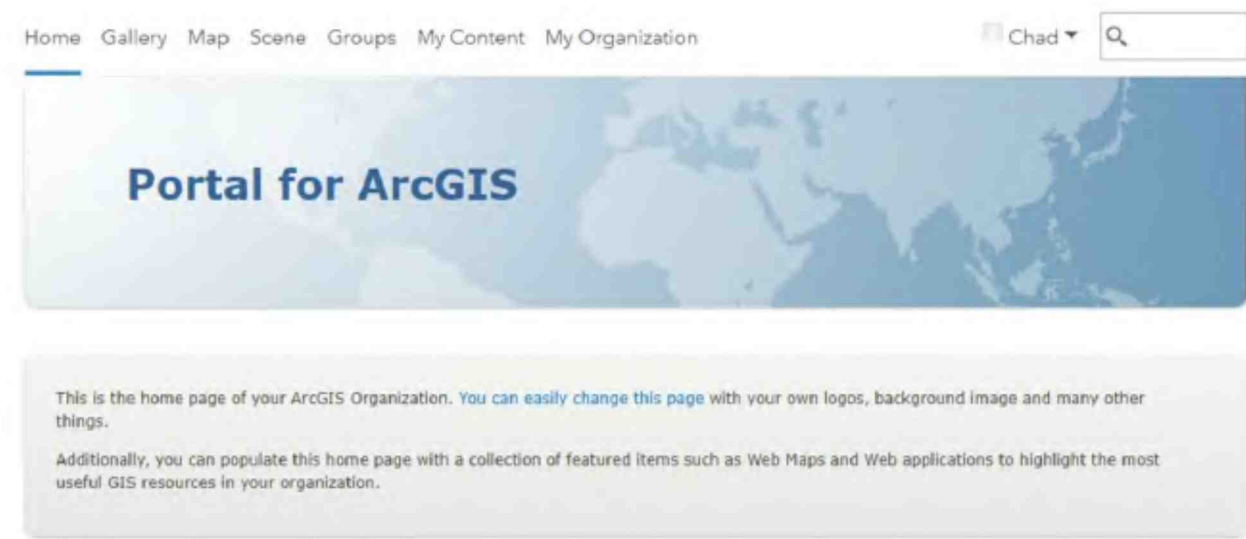 Home Gallery Map Scene Groups My Content My Organization Chad
Portal for ArcGIS
This is the home page of your ArcGIS Organization. You can easily change this page with your own logos, background image and many other
things.
Additionally, you can populate this home page with a collection of featured items such as Web Maps and Web applications to highlight the most
useful GIS resources in your organization.